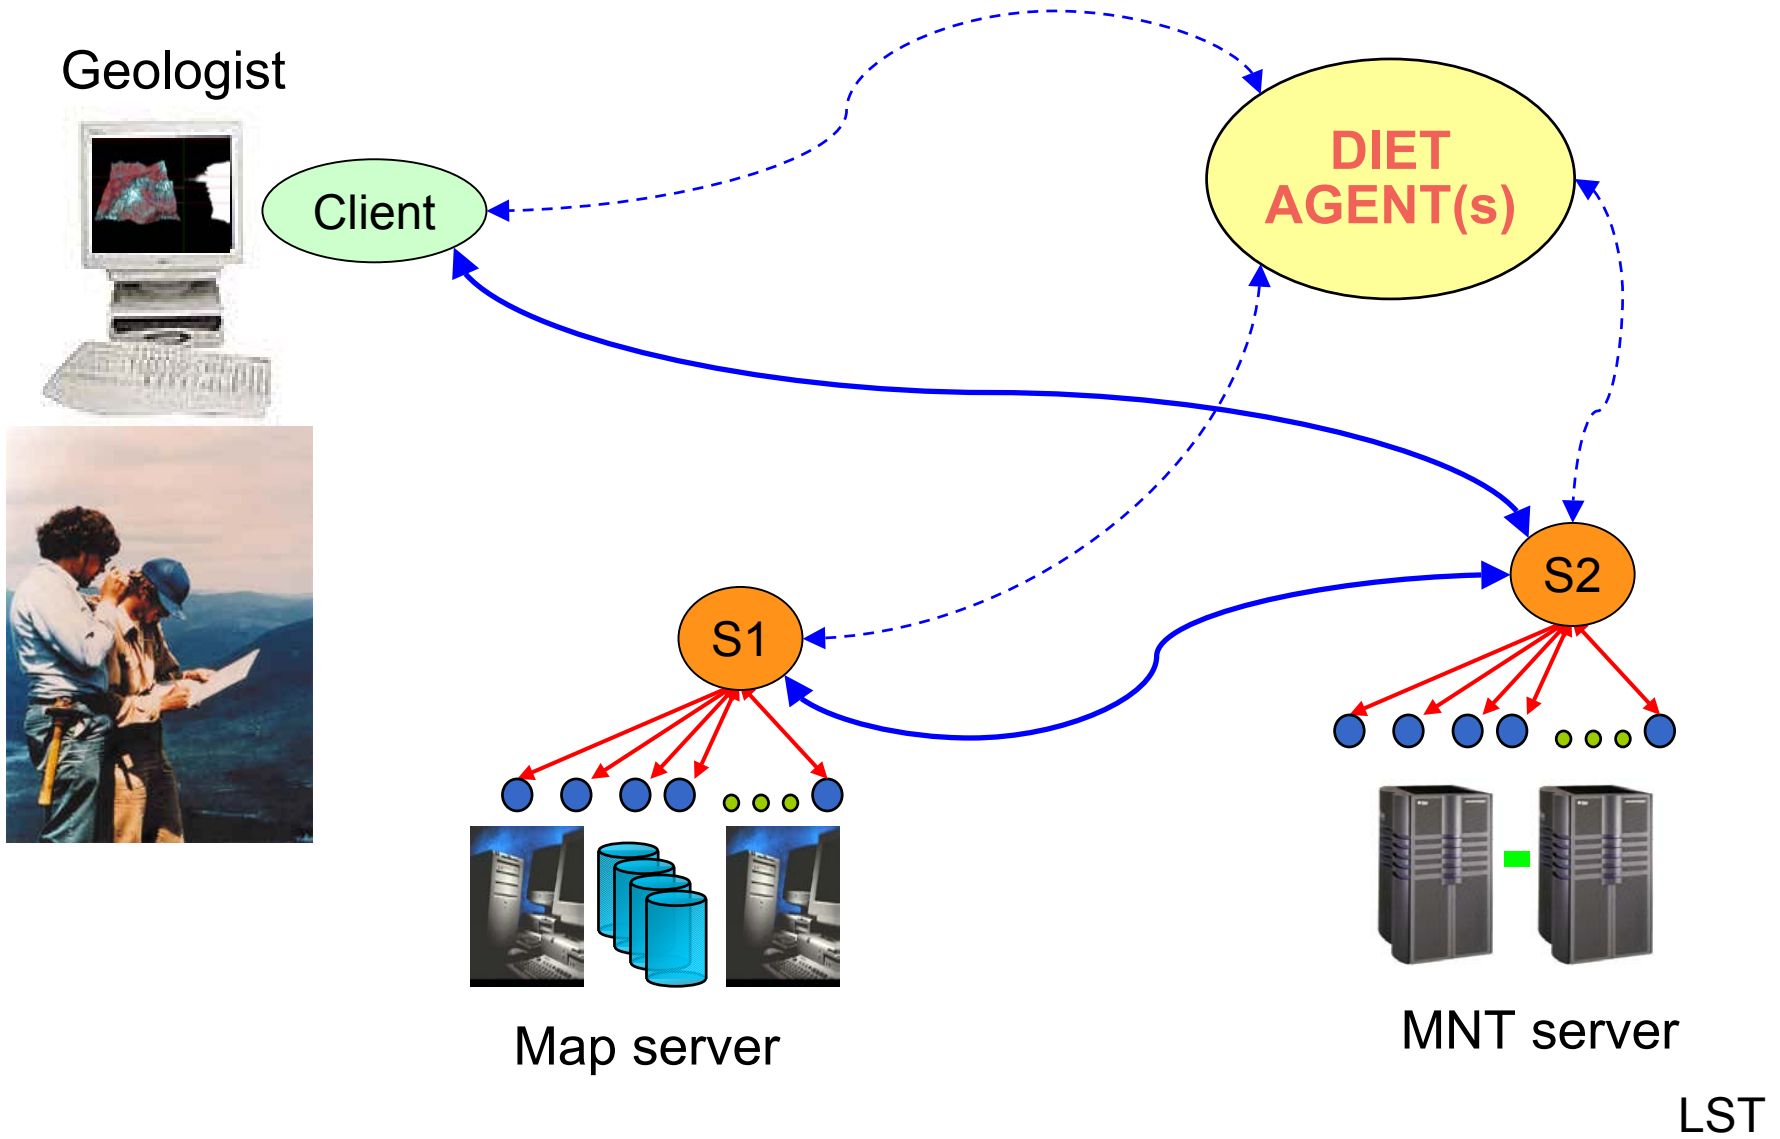 Geologist
Client
DIET
AGENT(s)
S1
S2
Map server
MNT server
LST